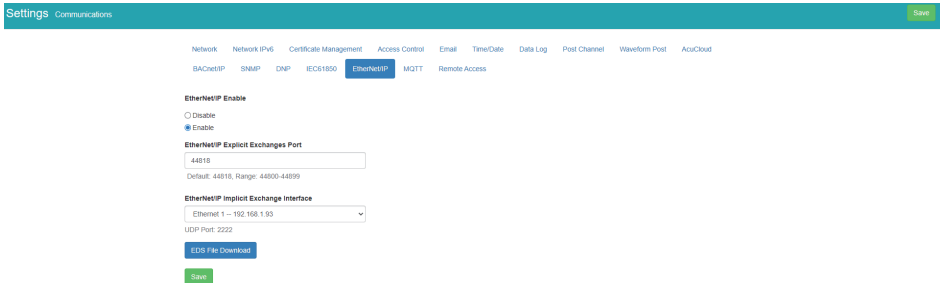 Settings Communications
Save
Network Network IPv6 Certificate Management Access Control Email Time/Date Data Log Post Channel Waveform Post AcuCloud
BACnet/IP SNMP DNP IEC61850 EtherNet/IP MQTT Remote Access
EtherNet/IP Enable
Disable
Enable
EtherNet/IP Explicit Exchanges Port
44818
Default: 44818, Range: 44800-44899
EtherNet/IP Implicit Exchange Interface
Ethernet 1 -- 192.168.1.93
UDP Port: 2222
EDS File Download
Save